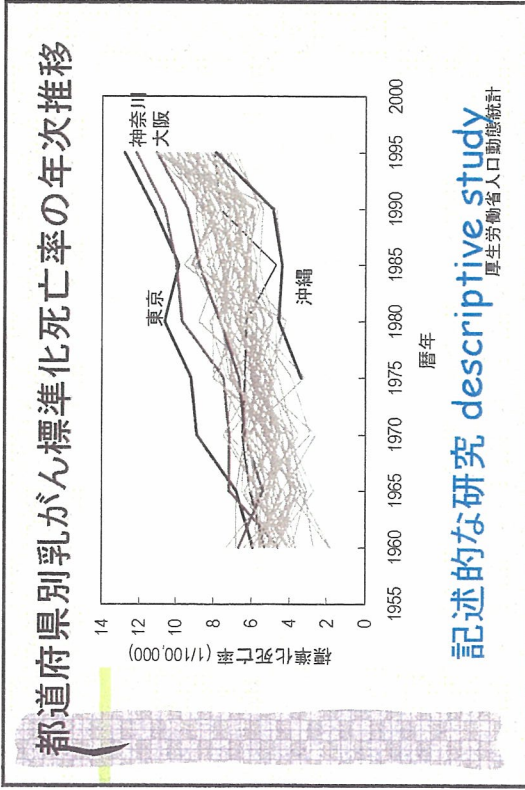 都道府県別乳がん標準化死亡率の年次推移
標準化死亡率 (1/100,000)
14
12
10
8
6
4
2
0
東京
神奈川
大阪
沖縄
1955
1960
1965
1970
1975
1980
1985
1990
1995
2000
暦年
記述的な研究 descriptive study
厚生労働省人口動態統計